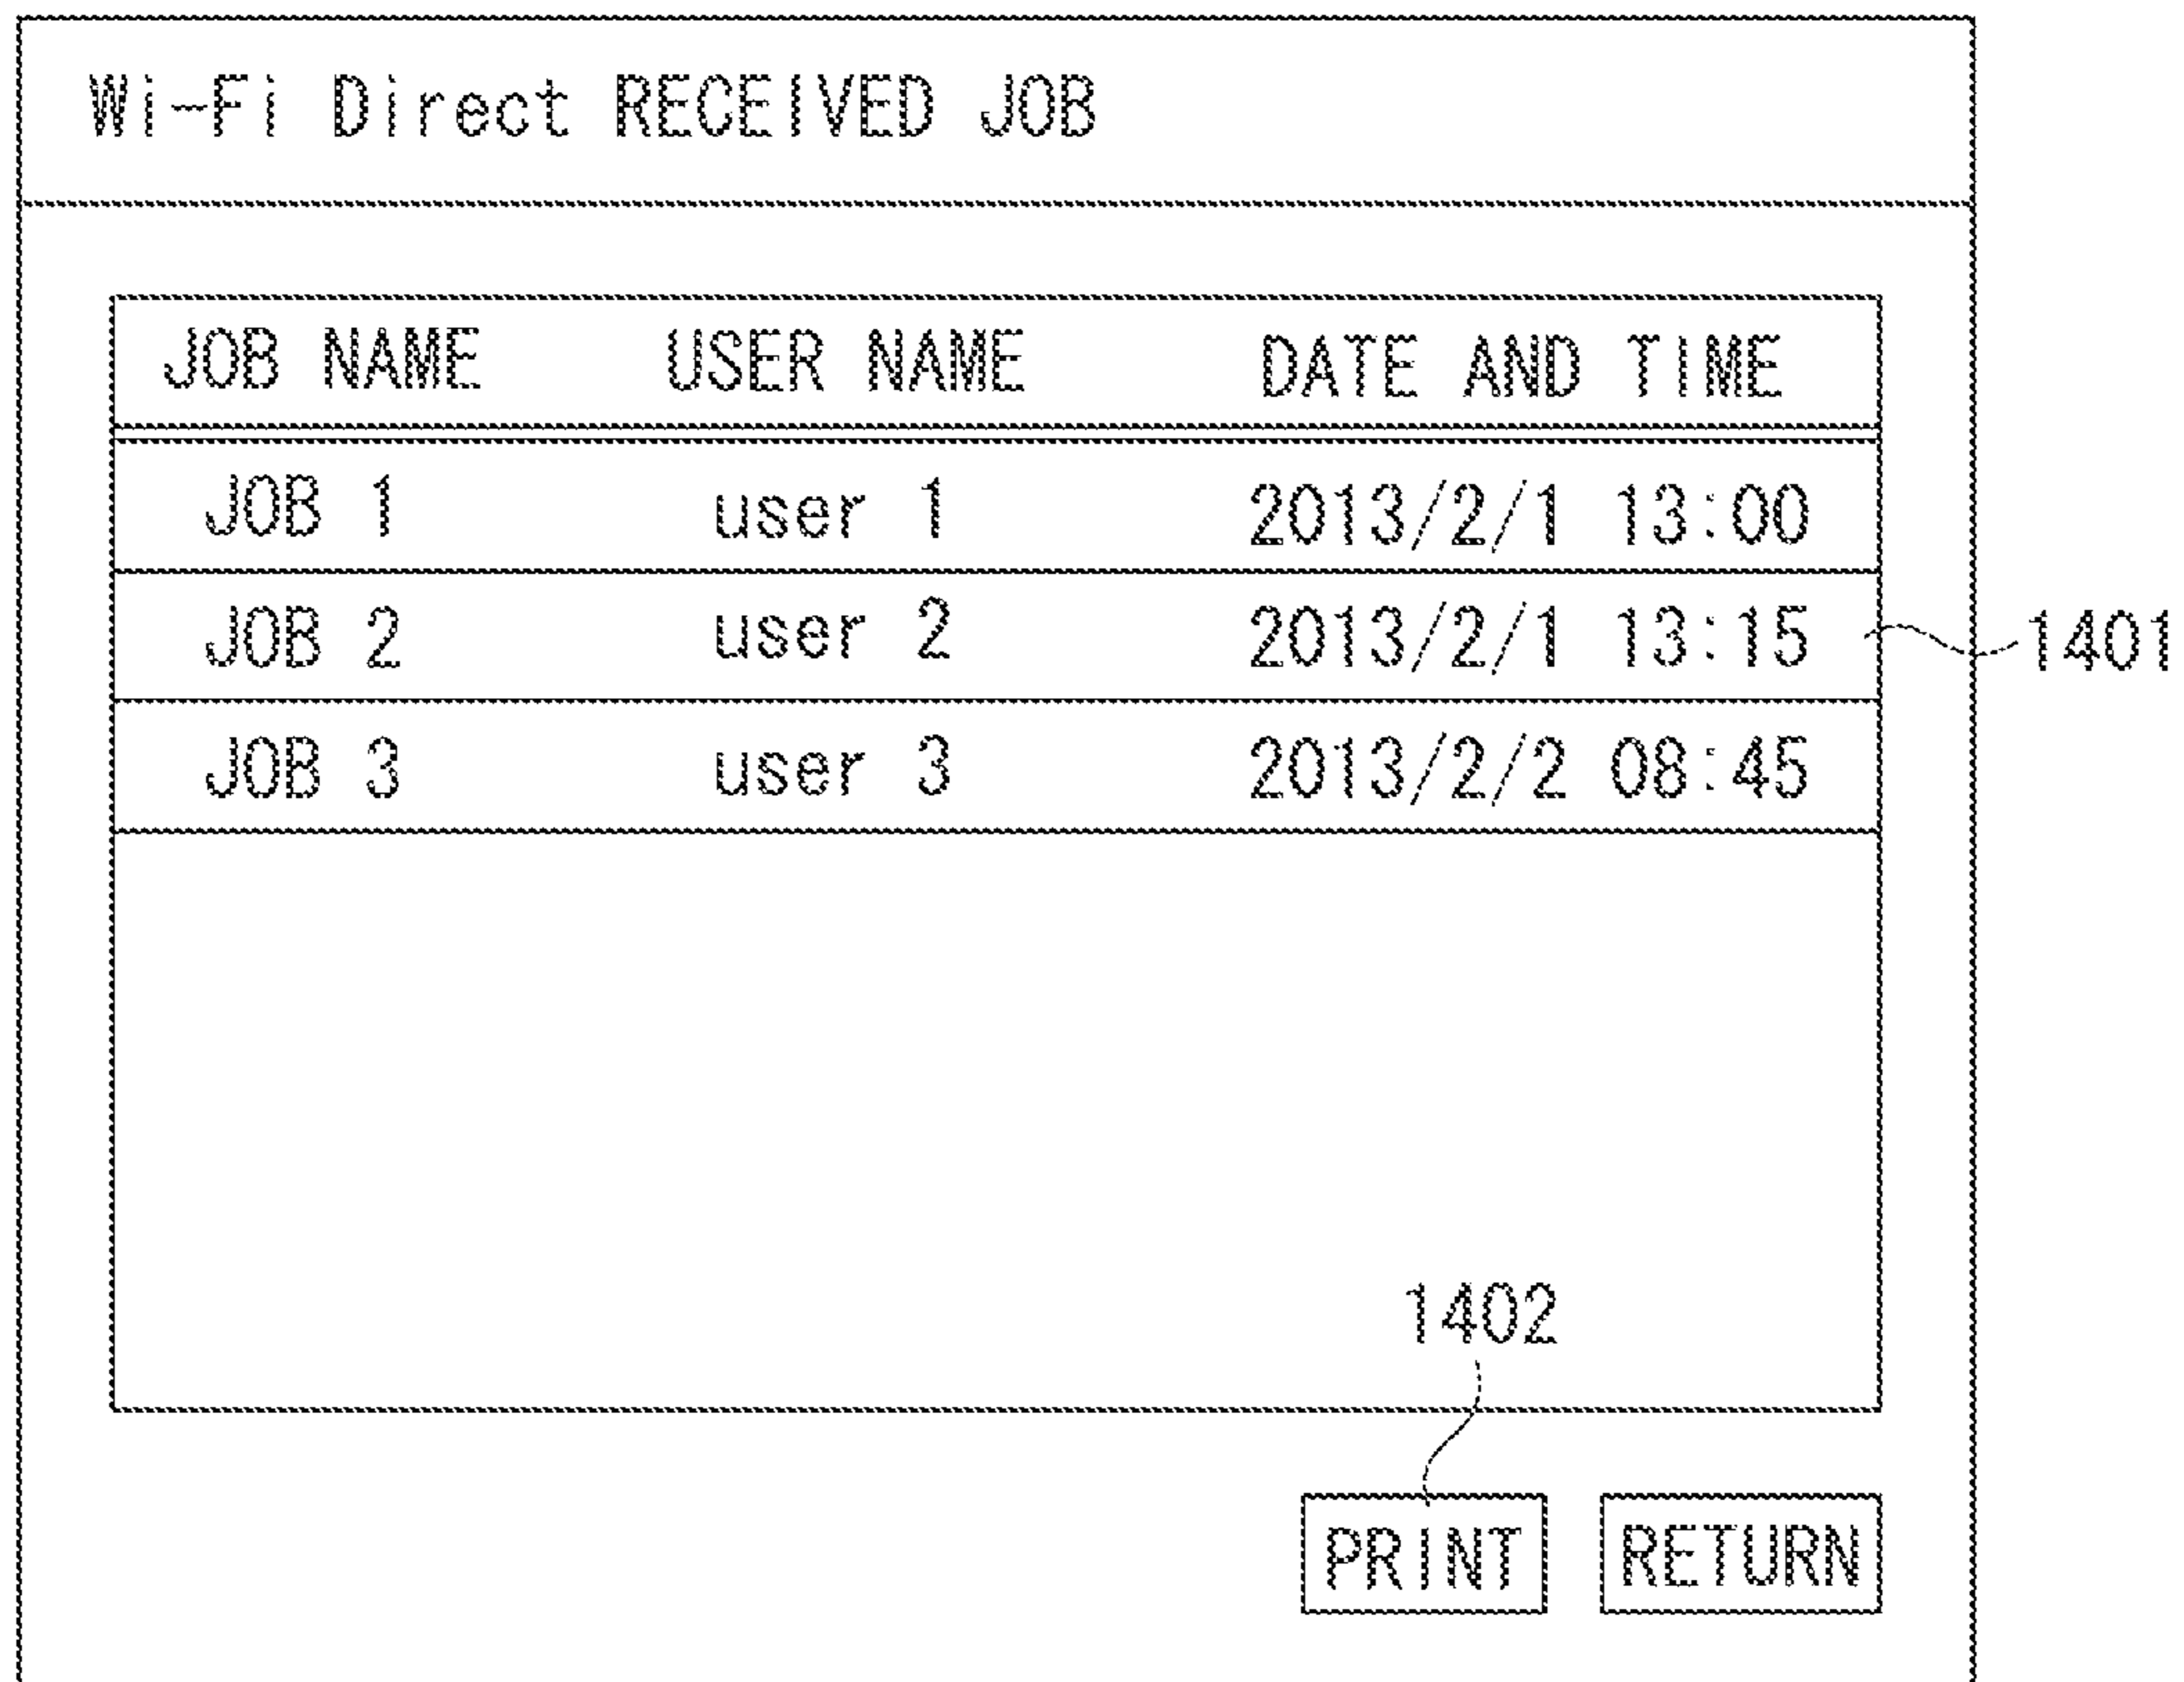 Wi-Fi Direct RECEIVED JOB
JOB NAME USER NAME DATE AND TIME
JOB 1 user 1 2013/2/1 13:00
JOB 2 user 2 2013/2/1 13:15 1401
JOB 3 user 3 2013/2/2 08:45
1402
PRINT RETURN